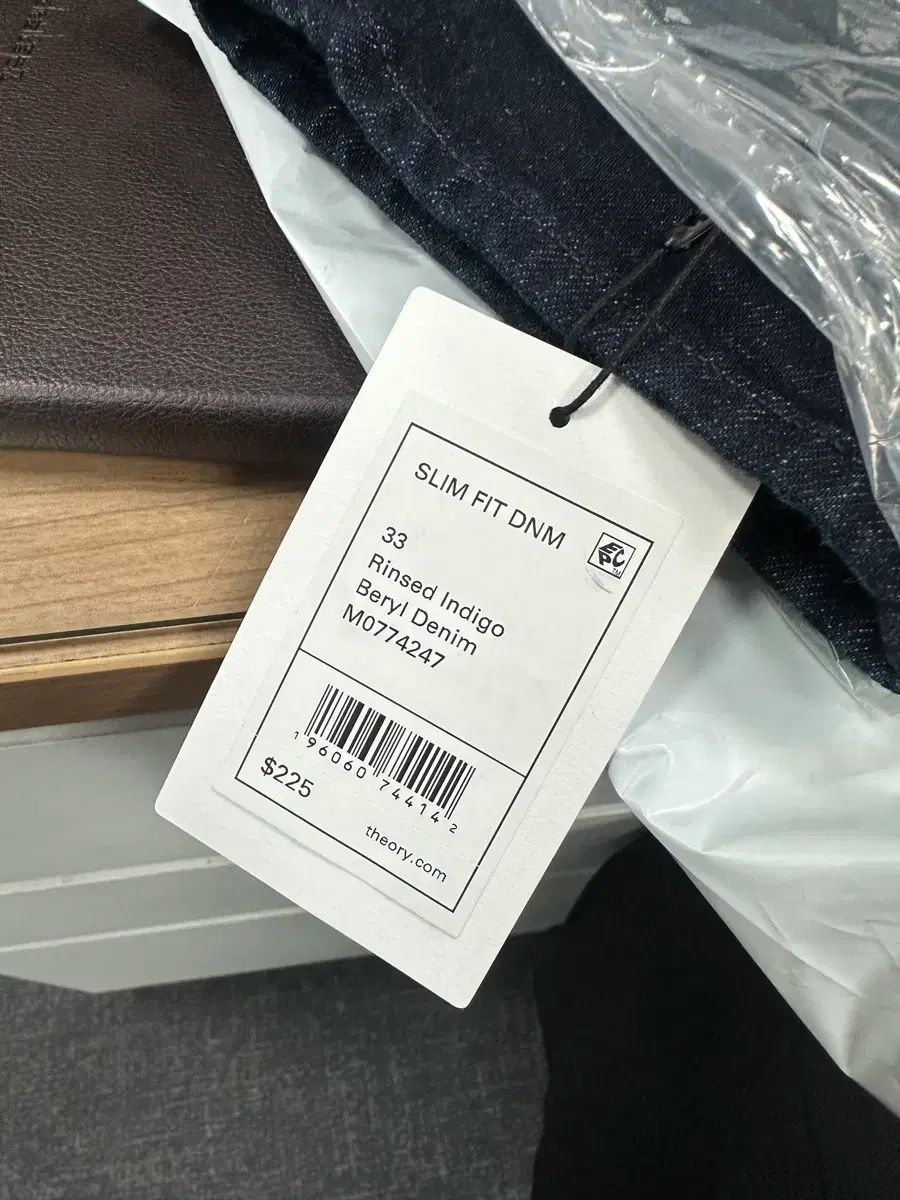 SLIM FIT DNM
33
Rinsed Indigo
Beryl Denim
M0774247
1 96060 74414 2
$225
theory.com